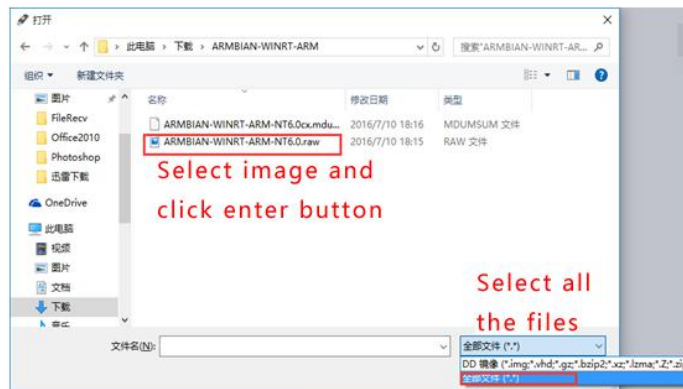 打开
此电脑 › 下载 › ARMBIAN-WINRT-ARM
搜索"ARMBIAN-WINRT-AR...
组织
新建文件夹
名称
修改日期
类型
图片
FileRecv
Office2010
Photoshop
迅雷下载
OneDrive
此电脑
视频
图片
文档
下载
音乐
ARMBIAN-WINRT-ARM-NT6.0cx.mdu...
2016/7/10 18:16
MDUMSUM 文件
ARMBIAN-WINRT-ARM-NT6.0.raw
2016/7/10 18:15
RAW 文件
Select image and
click enter button
Select all
the files
文件名(N):
全部文件 (*.*)
DD 镜像 (*.img;*.vhd;*.gz;*.bzip2;*.xz;*.lzma;*.Z;*.zi
全部文件 (*.*)